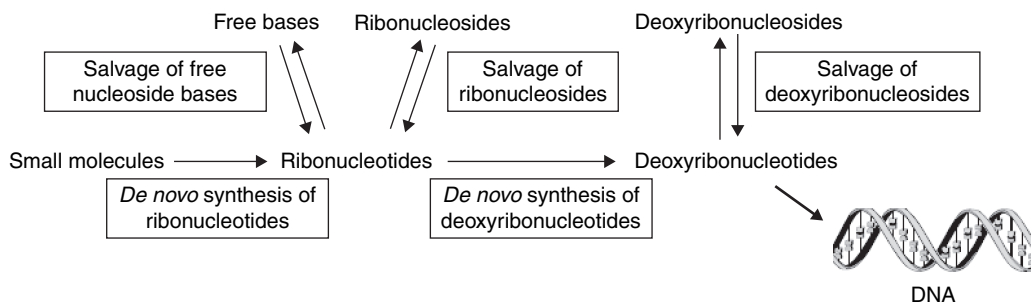 Free bases
Ribonucleosides
Deoxyribonucleosides
Salvage of free
nucleoside bases
Salvage of
ribonucleosides
Salvage of
deoxyribonucleosides
Small molecules
Ribonucleotides
Deoxyribonucleotides
De novo synthesis of
ribonucleotides
De novo synthesis of
deoxyribonucleotides
DNA